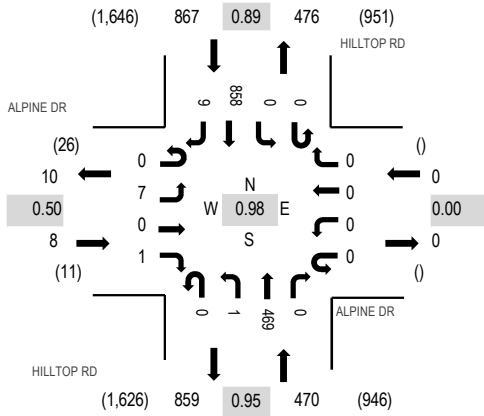 (1,646) 867 0.89 476 (951)
HILLTOP RD
ALPINE DR
9 858 0 0
(26) 0 0 ()
10 7 N 0 0
0.50 0 W 0.98 E 0 0.00
8 1 S 0 0
(11) ()
0 1 469 0
ALPINE DR
HILLTOP RD
(1,626) 859 0.95 470 (946)